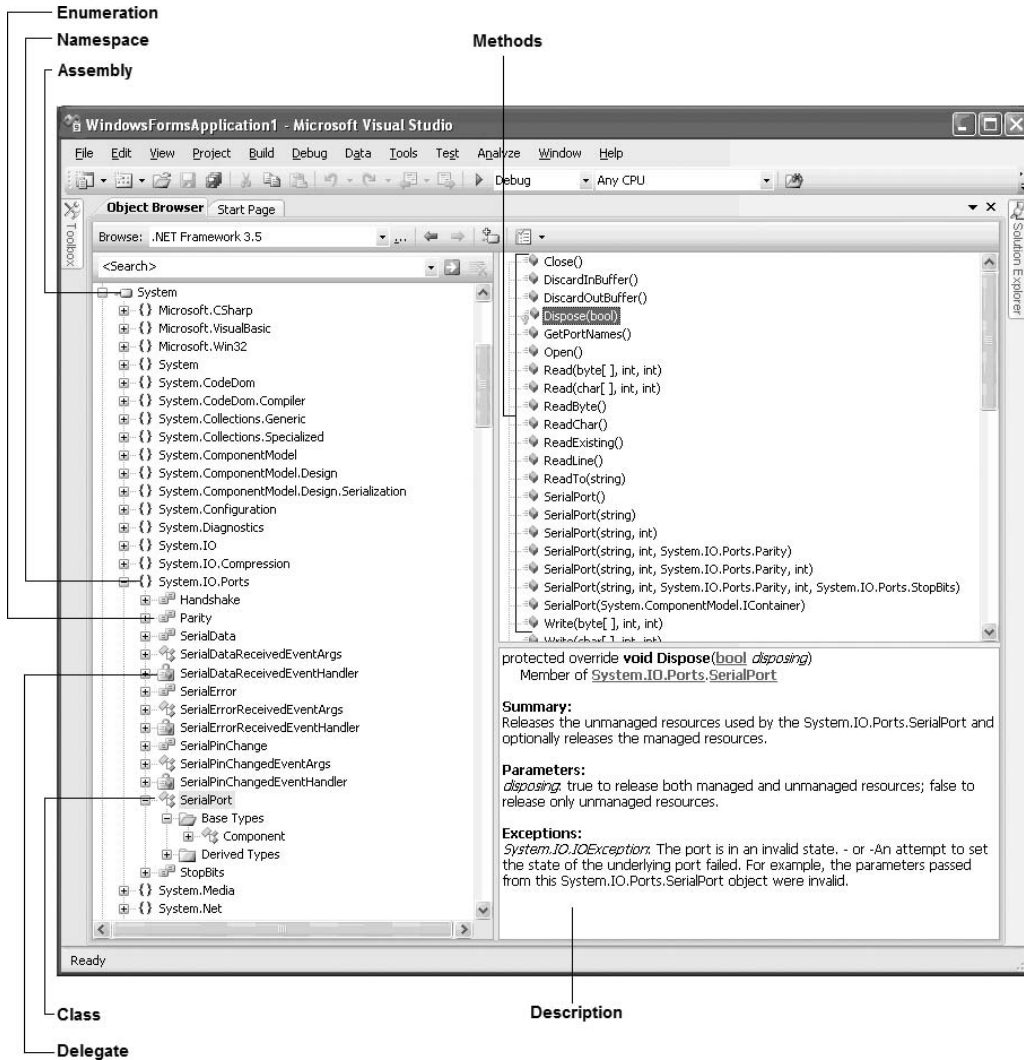 Enumeration
Namespace
Methods
Assembly
WindowsFormsApplication1 - Microsoft Visual Studio
File Edit View Project Build Debug Data Tools Test Analyze Window Help
Debug Any CPU
Toolbox
Object Browser Start Page
Solution Explorer
Browse: .NET Framework 3.5 ...
<Search>
System
{} Microsoft.CSharp
{} Microsoft.VisualBasic
{} Microsoft.Win32
{} System
{} System.CodeDom
{} System.CodeDom.Compiler
{} System.Collections.Generic
{} System.Collections.Specialized
{} System.ComponentModel
{} System.ComponentModel.Design
{} System.ComponentModel.Design.Serialization
{} System.Configuration
{} System.Diagnostics
{} System.IO
{} System.IO.Compression
{} System.IO.Ports
Handshake
Parity
SerialData
SerialDataReceivedEventArgs
SerialDataReceivedEventHandler
SerialError
SerialErrorReceivedEventArgs
SerialErrorReceivedEventHandler
SerialPinChange
SerialPinChangedEventArgs
SerialPinChangedEventHandler
SerialPort
Base Types
Component
Derived Types
StopBits
{} System.Media
{} System.Net
Close()
DiscardInBuffer()
DiscardOutBuffer()
Dispose(bool)
GetPortNames()
Open()
Read(byte[ ], int, int)
Read(char[ ], int, int)
ReadByte()
ReadChar()
ReadExisting()
ReadLine()
ReadTo(string)
SerialPort()
SerialPort(string)
SerialPort(string, int)
SerialPort(string, int, System.IO.Ports.Parity)
SerialPort(string, int, System.IO.Ports.Parity, int)
SerialPort(string, int, System.IO.Ports.Parity, int, System.IO.Ports.StopBits)
SerialPort(System.ComponentModel.IContainer)
Write(byte[ ], int, int)
Write(char[ ], int, int)
protected override void Dispose(bool disposing)
Member of System.IO.Ports.SerialPort
Summary:
Releases the unmanaged resources used by the System.IO.Ports.SerialPort and
optionally releases the managed resources.
Parameters:
disposing: true to release both managed and unmanaged resources; false to
release only unmanaged resources.
Exceptions:
System.IO.IOException: The port is in an invalid state. - or -An attempt to set
the state of the underlying port failed. For example, the parameters passed
from this System.IO.Ports.SerialPort object were invalid.
Ready
Class
Description
Delegate